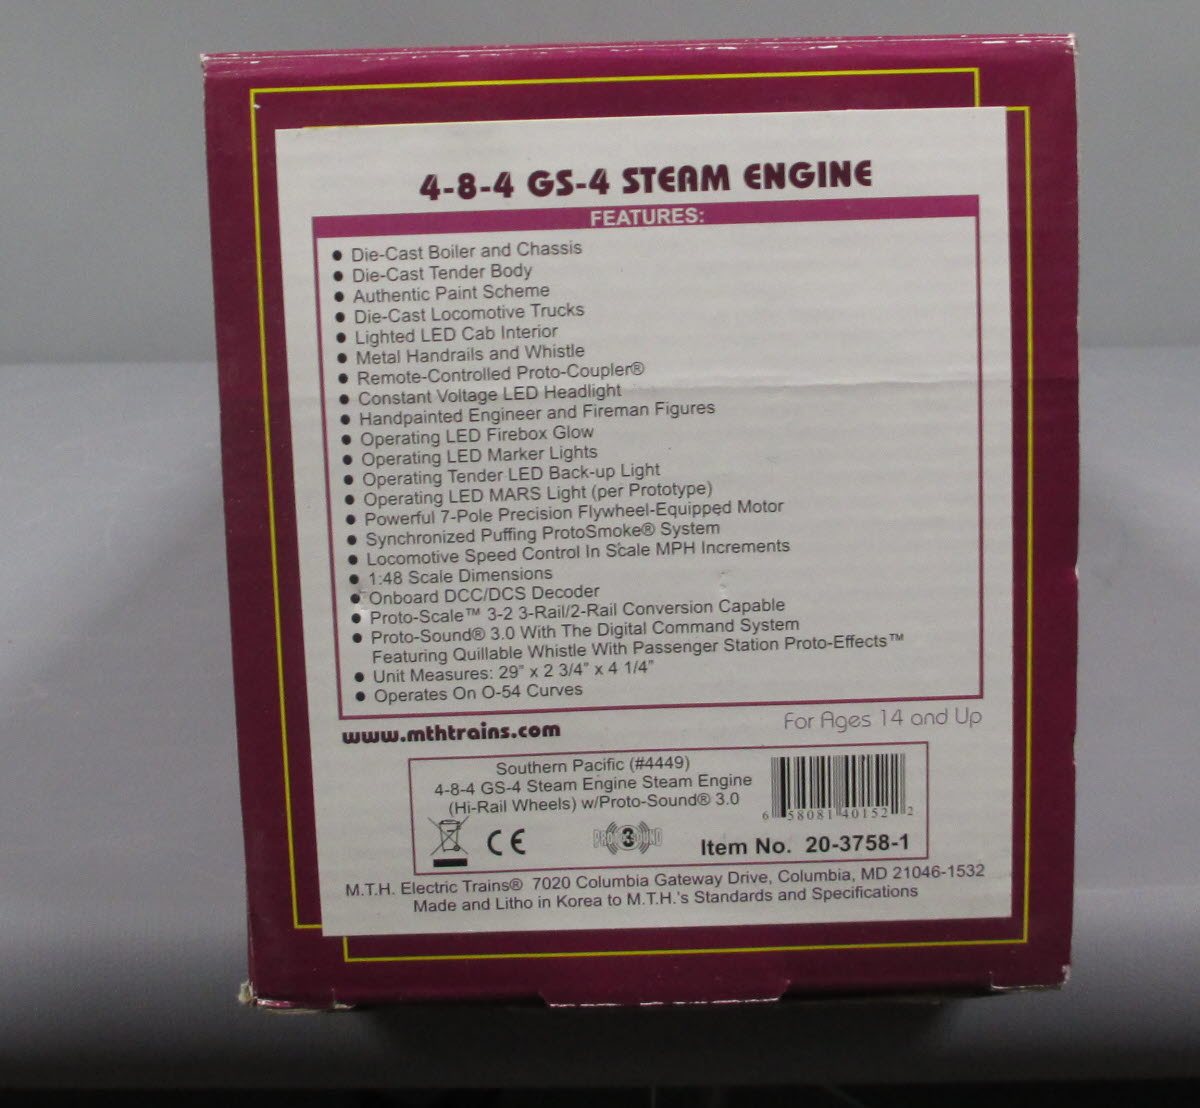 4-8-4 GS-4 STEAM ENGINE
FEATURES:
● Die-Cast Boiler and Chassis
● Die-Cast Tender Body
● Authentic Paint Scheme
● Die-Cast Locomotive Trucks
● Lighted LED Cab Interior
● Metal Handrails and Whistle
● Remote-Controlled Proto-Coupler®
● Constant Voltage LED Headlight
● Handpainted Engineer and Fireman Figures
● Operating LED Firebox Glow
● Operating LED Marker Lights
● Operating Tender LED Back-up Light
● Operating LED MARS Light (per Prototype)
● Powerful 7-Pole Precision Flywheel-Equipped Motor
● Synchronized Puffing ProtoSmoke® System
● Locomotive Speed Control In Scale MPH Increments
● 1:48 Scale Dimensions
● Onboard DCC/DCS Decoder
● Proto-Scale™ 3-2 3-Rail/2-Rail Conversion Capable
● Proto-Sound® 3.0 With The Digital Command System
Featuring Quillable Whistle With Passenger Station Proto-Effects™
● Unit Measures: 29" x 2 3/4" x 4 1/4"
● Operates On O-54 Curves
www.mthtrains.com
For Ages 14 and Up
Southern Pacific (#4449)
4-8-4 GS-4 Steam Engine Steam Engine
(Hi-Rail Wheels) w/Proto-Sound® 3.0
6 58081 40152 2
CE
PROTO-SOUND 3
Item No. 20-3758-1
M.T.H. Electric Trains® 7020 Columbia Gateway Drive, Columbia, MD 21046-1532
Made and Litho in Korea to M.T.H.'s Standards and Specifications